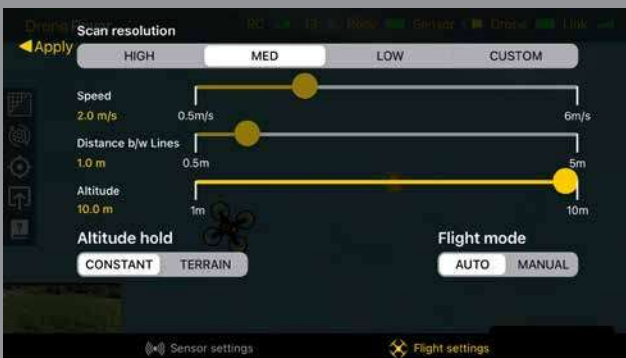 Scan resolution
Apply
HIGH MED LOW CUSTOM
Speed
2.0 m/s 0.5m/s 6m/s
Distance b/w Lines
1.0 m 0.5m 5m
Altitude
10.0 m 1m 10m
Altitude hold Flight mode
CONSTANT TERRAIN AUTO MANUAL
Sensor settings Flight settings